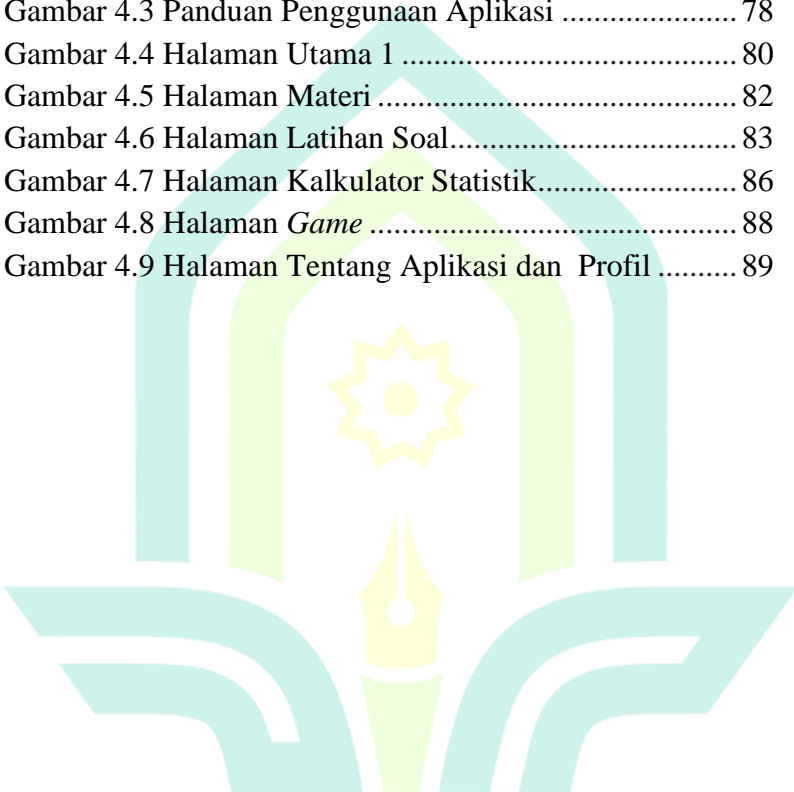 Gambar 4.3 Panduan Penggunaan Aplikasi .................... 78
Gambar 4.4 Halaman Utama 1 ........................................ 80
Gambar 4.5 Halaman Materi ........................................... 82
Gambar 4.6 Halaman Latihan Soal.................................. 83
Gambar 4.7 Halaman Kalkulator Statistik....................... 86
Gambar 4.8 Halaman Game ............................................ 88
Gambar 4.9 Halaman Tentang Aplikasi dan  Profil .......... 89